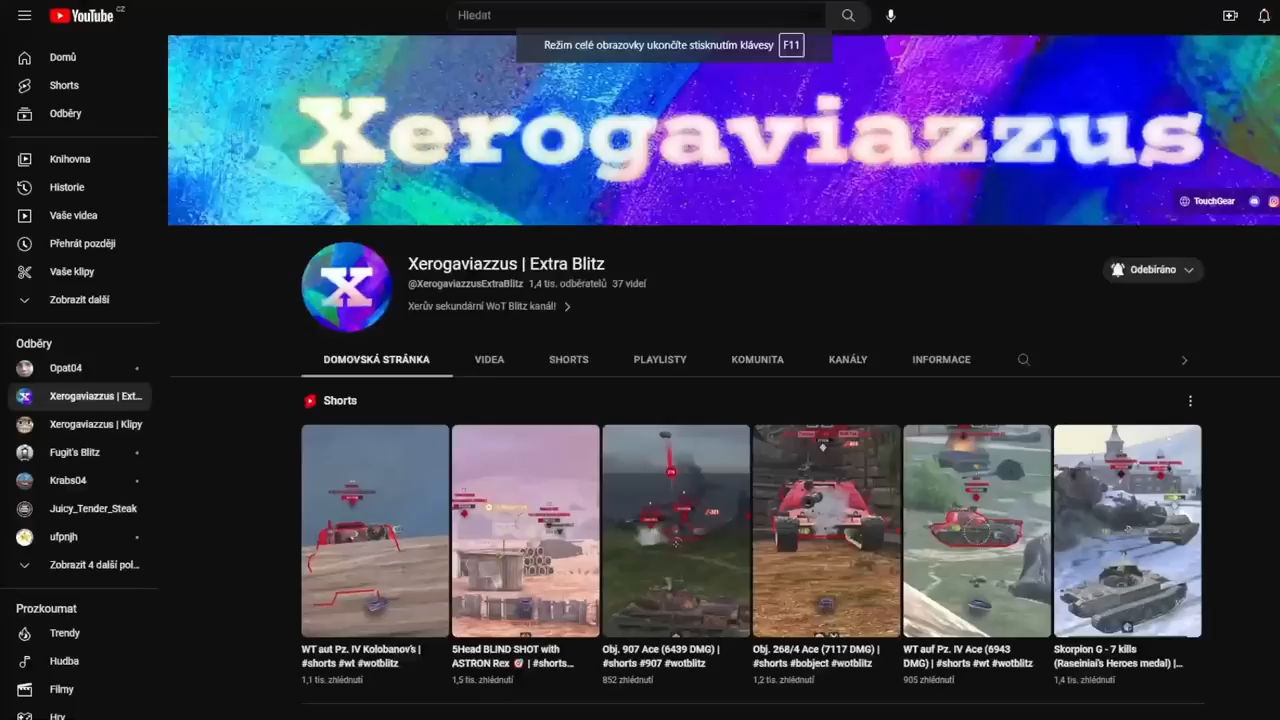 YouTube CZ
Hledat
Režim celé obrazovky ukončíte stisknutím klávesy F11
Domů
Shorts
Odběry
Knihovna
Historie
Vaše videa
Přehrát později
Vaše klipy
Zobrazit další
Odběry
Opat04
Xerogaviazzus | Ext...
Xerogaviazzus | Klipy
Fugit's Blitz
Krabs04
Juicy_Tender_Steak
ufpnjh
Zobrazit 4 další pol...
Prozkoumat
Trendy
Hudba
Filmy
Hry
Xerogaviazzus
TouchGear
X
Xerogaviazzus | Extra Blitz
@XerogaviazzusExtraBlitz 1,4 tis. odběratelů 37 videí
Xerův sekundární WoT Blitz kanál!
Odebíráno
DOMOVSKÁ STRÁNKA
VIDEA
SHORTS
PLAYLISTY
KOMUNITA
KANÁLY
INFORMACE
Shorts
WT aut Pz. IV Kolobanov's |
#shorts #wt #wotblitz
1,1 tis. zhlédnutí
5Head BLIND SHOT with
ASTRON Rex 🎯 | #shorts...
1,5 tis. zhlédnutí
Obj. 907 Ace (6439 DMG) |
#shorts #907 #wotblitz
852 zhlédnutí
Obj. 268/4 Ace (7117 DMG) |
#shorts #bobject #wotblitz
1,2 tis. zhlédnutí
WT auf Pz. IV Ace (6943
DMG) | #shorts #wt #wotblitz
905 zhlédnutí
Skorpion G - 7 kills
(Raseiniai's Heroes medal) |...
1,4 tis. zhlédnutí